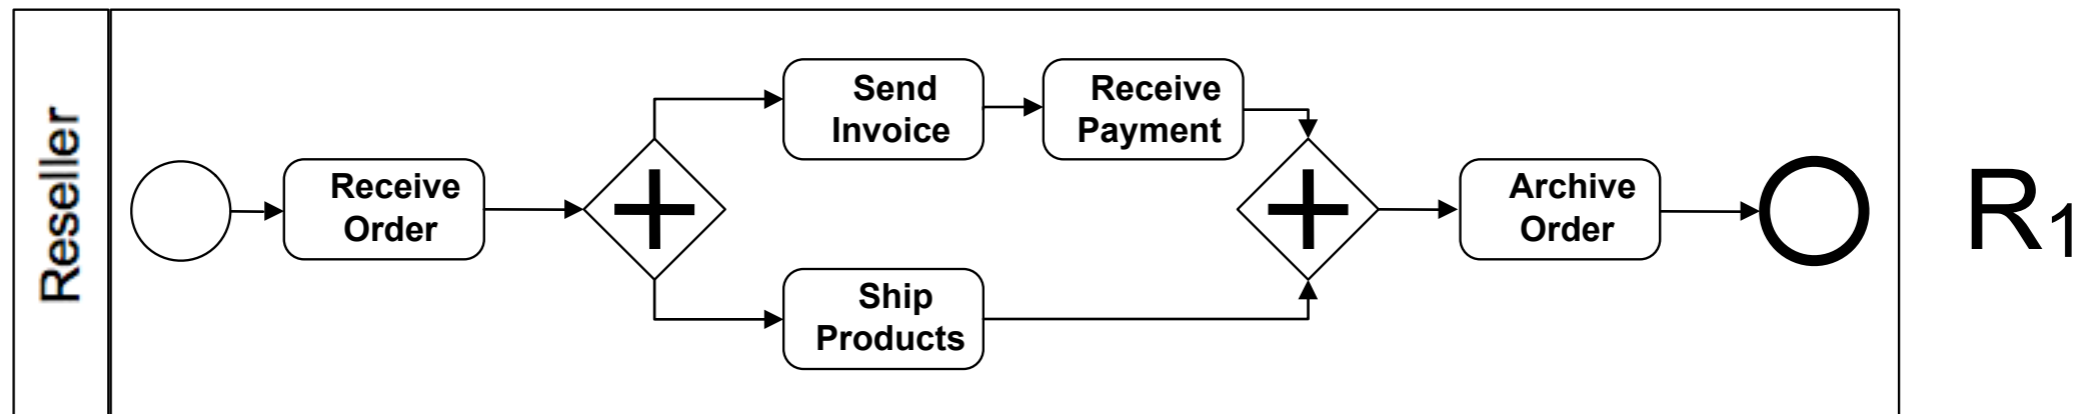 Reseller
Receive
Order
Send
Invoice
Receive
Payment
Ship
Products
Archive
Order
R1